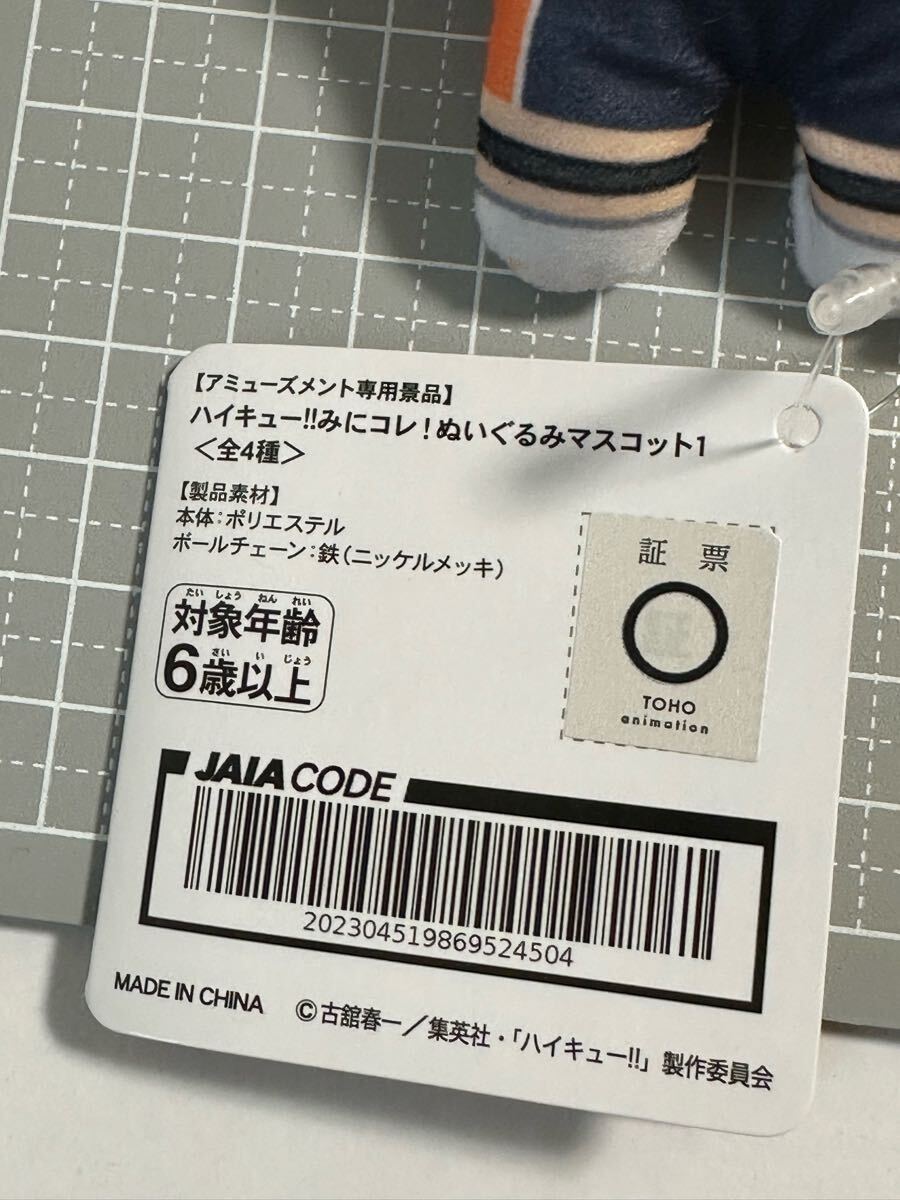 【アミューズメント専用景品】
ハイキュー!!みにコレ!ぬいぐるみマスコット1
＜全4種＞
【製品素材】
本体:ポリエステル
ボールチェーン:鉄(ニッケルメッキ)
たいしょうねんれい
対象年齢
さいいじょう
6歳以上
証票
TOHO
animation
JAIA CODE
202304519869524504
MADE IN CHINA
©古舘春一／集英社・「ハイキュー!!」製作委員会